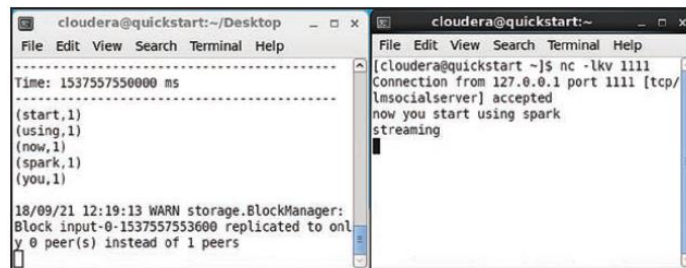 cloudera@quickstart:~/Desktop
File Edit View Search Terminal Help
-------------------------------------------
Time: 1537557550000 ms
-------------------------------------------
(start,1)
(using,1)
(now,1)
(spark,1)
(you,1)
18/09/21 12:19:13 WARN storage.BlockManager:
Block input-0-1537557553600 replicated to onl
y 0 peer(s) instead of 1 peers
cloudera@quickstart:~
File Edit View Search Terminal Help
[cloudera@quickstart ~]$ nc -lkv 1111
Connection from 127.0.0.1 port 1111 [tcp/
lmsocialserver] accepted
now you start using spark
streaming